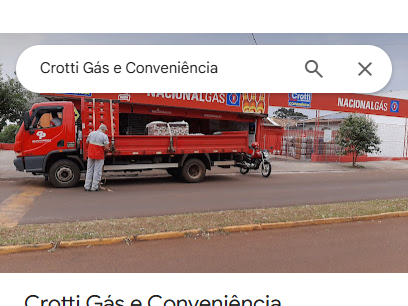 Crotti Gás e Conveniência
NACIONALGÁS
Crotti
NACIONALGÁS
Crotti Gás e Conveniência